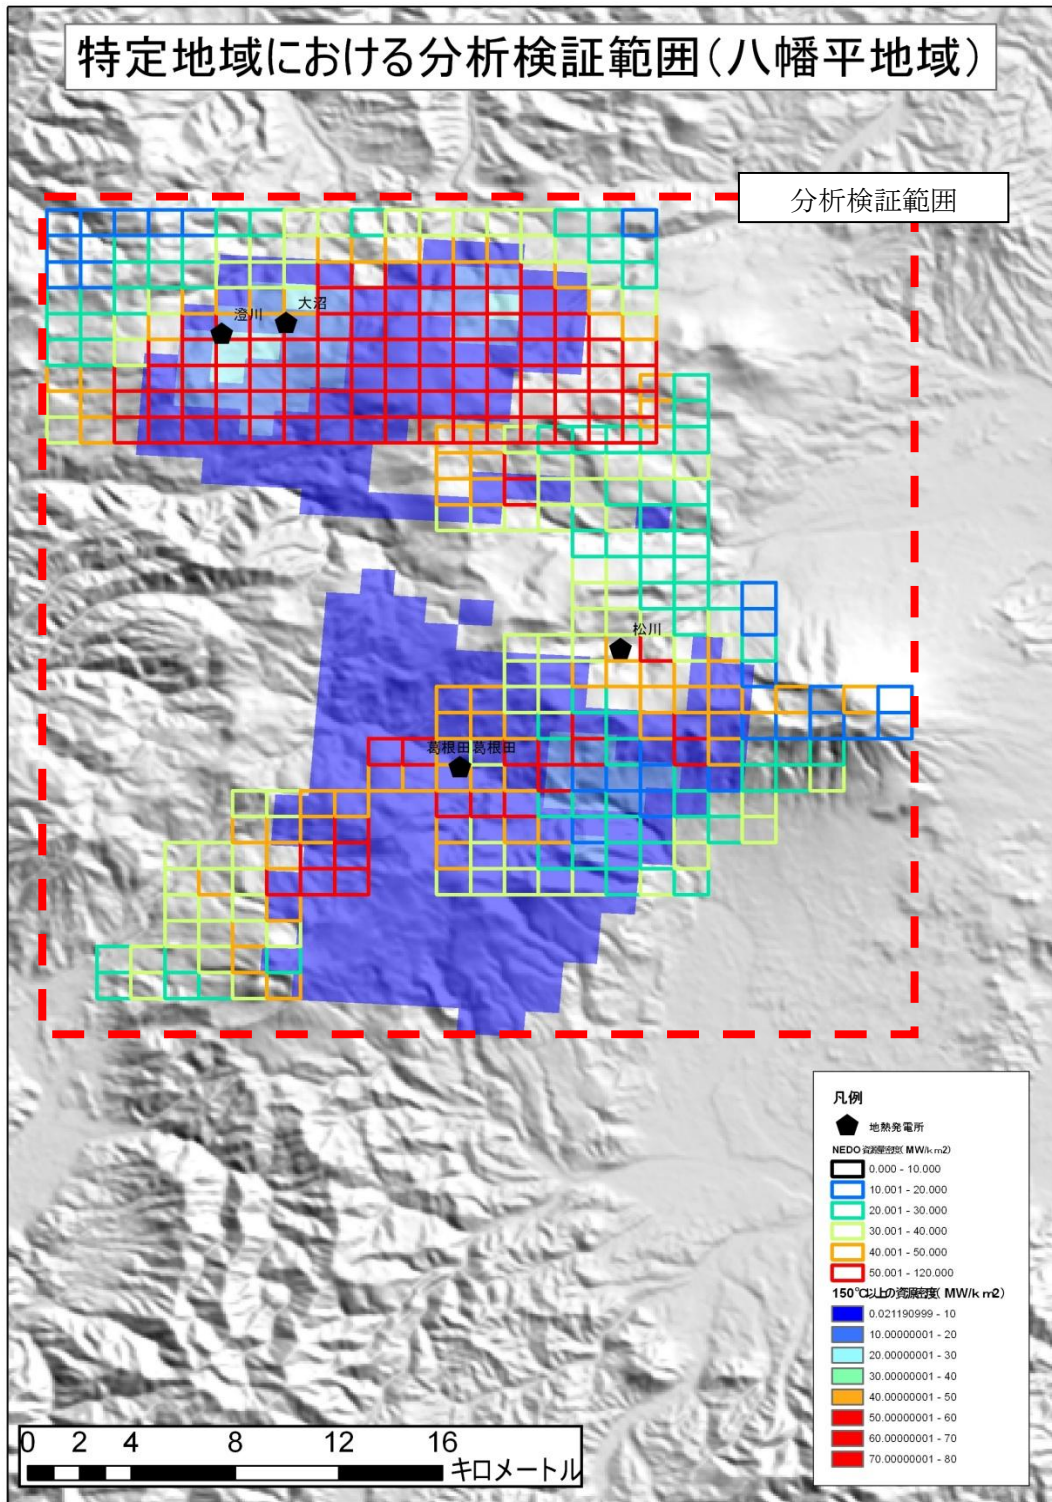 特定地域における分析検証範囲(八幡平地域)
分析検証範囲
大沼
澄川
松川
葛根田 葛根田
凡例
地熱発電所
NEDO資源量密度( MW/km2)
0.000 - 10.000
10.001 - 20.000
20.001 - 30.000
30.001 - 40.000
40.001 - 50.000
50.001 - 120.000
150℃以上の資源密度( MW/km2)
0.021190999 - 10
10.00000001 - 20
20.00000001 - 30
30.00000001 - 40
40.00000001 - 50
50.00000001 - 60
60.00000001 - 70
70.00000001 - 80
0 2 4 8 12 16
キロメートル